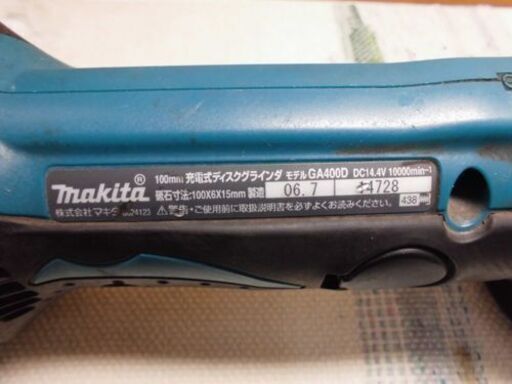 100mm 充電式ディスクグラインダ モデル GA400D DC14.4V 10000min⁻¹
makita®
砥石寸法:100X6X15mm 製造 06.7 4728
株式会社マキタ 438
⚠警告・ご使用前に取扱説明書を必ずよくお読みください。